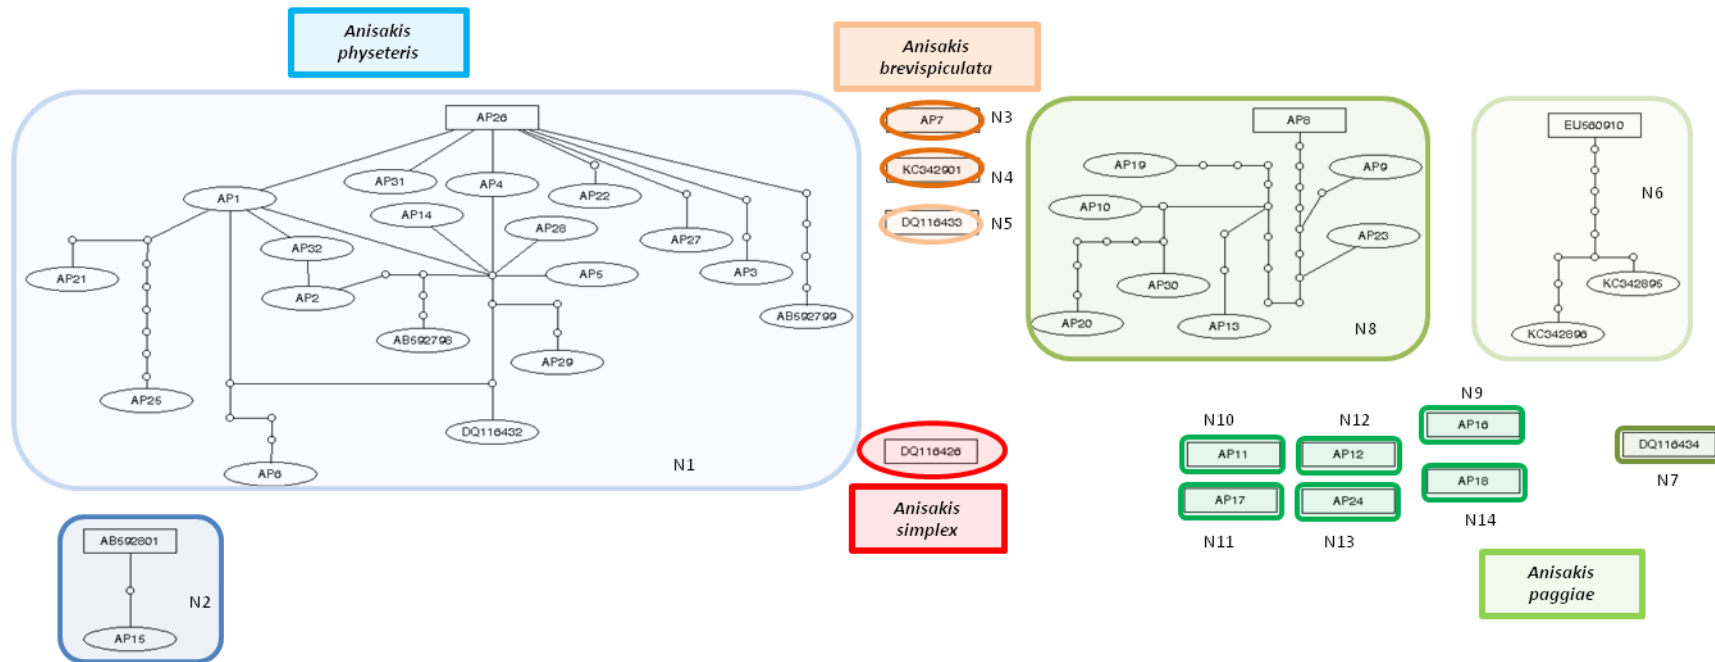 Anisakis
physeteris
Anisakis
brevispiculata
AP26
AP31
AP4
AP22
AP1
AP14
AP28
AP27
AP3
AP32
AP21
AP2
AP5
AB592799
AB592798
AP29
AP25
DQ116432
AP6
N1
AB592801
N2
AP15
AP7
N3
KC342901
N4
DQ116433
N5
DQ116426
Anisakis
simplex
AP8
AP19
AP9
AP10
AP23
AP30
AP20
AP13
N8
EU560910
N6
KC342895
KC342896
N9
AP16
N10
N12
AP11
AP12
DQ116434
N7
AP17
AP24
AP18
N11
N13
N14
Anisakis
paggiae